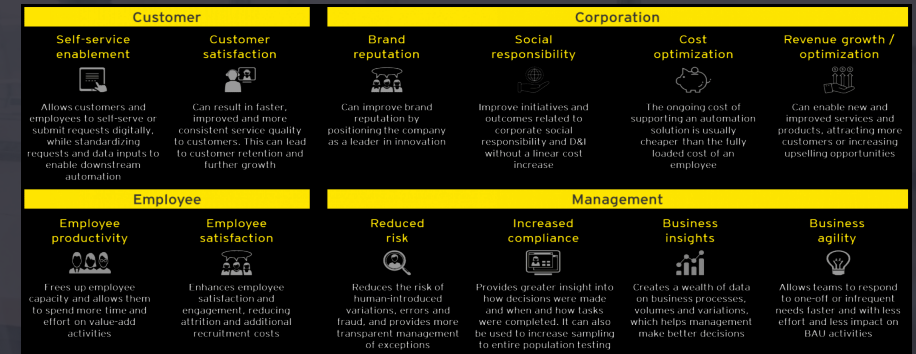 Customer
Self-service
enablement
Allows customers and
employees to self-serve or
submit requests digitally,
while standardizing
requests and data inputs to
enable downstream
automation
Customer
satisfaction
Can result in faster,
improved and more
consistent service quality
to customers. This can lead
to customer retention and
further growth
Corporation
Brand
reputation
Can improve brand
reputation by
positioning the company
as a leader in innovation
Social
responsibility
Improve initiatives and
outcomes related to
corporate social
responsibility and D&I
without a linear cost
increase
Cost
optimization
The ongoing cost of
supporting an automation
solution is usually
cheaper than the fully
loaded cost of an
employee
Revenue growth /
optimization
Can enable new and
improved services and
products, attracting more
customers or increasing
upselling opportunities
Employee
Employee
productivity
Frees up employee
capacity and allows them
to spend more time and
effort on value-add
activities
Employee
satisfaction
Enhances employee
satisfaction and
engagement, reducing
attrition and additional
recruitment costs
Management
Reduced
risk
Reduces the risk of
human-introduced
variations, errors and
fraud, and provides more
transparent management
of exceptions
Increased
compliance
Provides greater insight into
how decisions were made
and when and how tasks
were completed. It can also
be used to increase sampling
to entire population testing
Business
insights
Creates a wealth of data
on business processes,
volumes and variations,
which helps management
make better decisions
Business
agility
Allows teams to respond
to one-off or infrequent
needs faster and with less
effort and less impact on
BAU activities